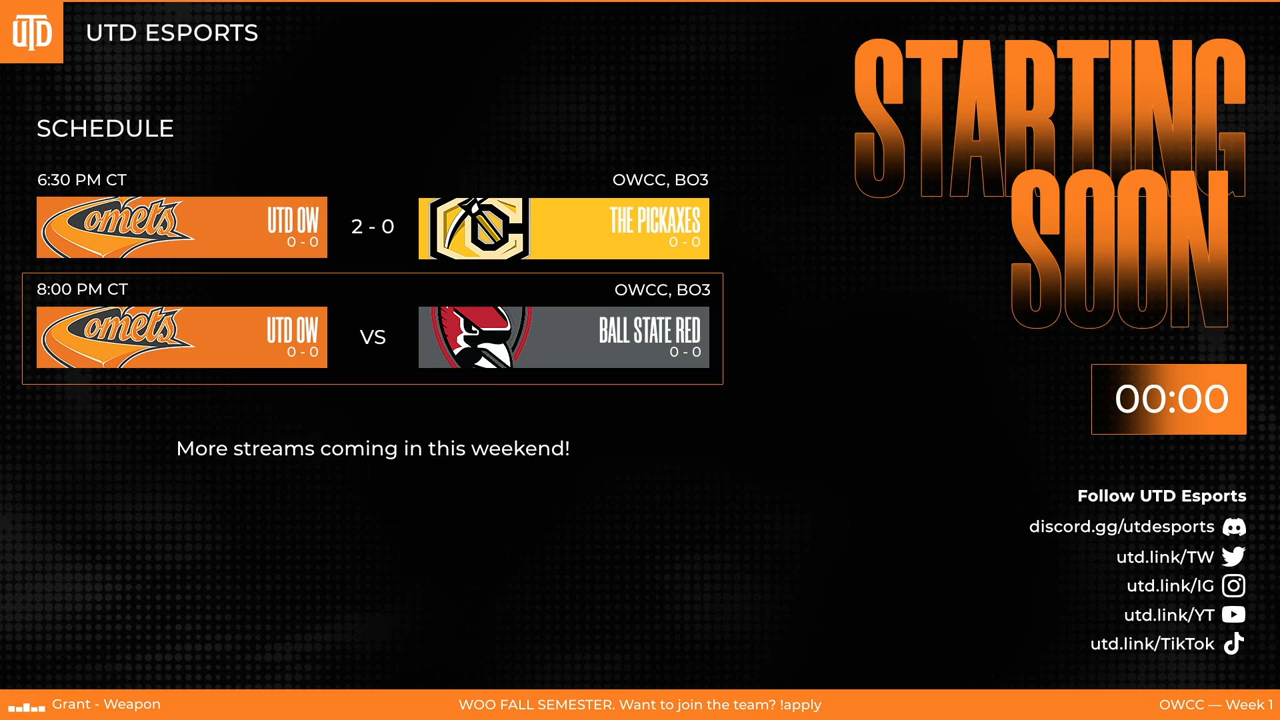 UTD
UTD ESPORTS
STARTING
SOON
SCHEDULE
6:30 PM CT
OWCC, BO3
Comets
UTD OW
0 - 0
2 - 0
C
THE PICKAXES
0 - 0
8:00 PM CT
OWCC, BO3
Comets
UTD OW
0 - 0
VS
BALL STATE RED
0 - 0
More streams coming in this weekend!
00:00
Follow UTD Esports
discord.gg/utdesports
utd.link/TW
utd.link/IG
utd.link/YT
utd.link/TikTok
Grant - Weapon
WOO FALL SEMESTER. Want to join the team? !apply
OWCC — Week 1